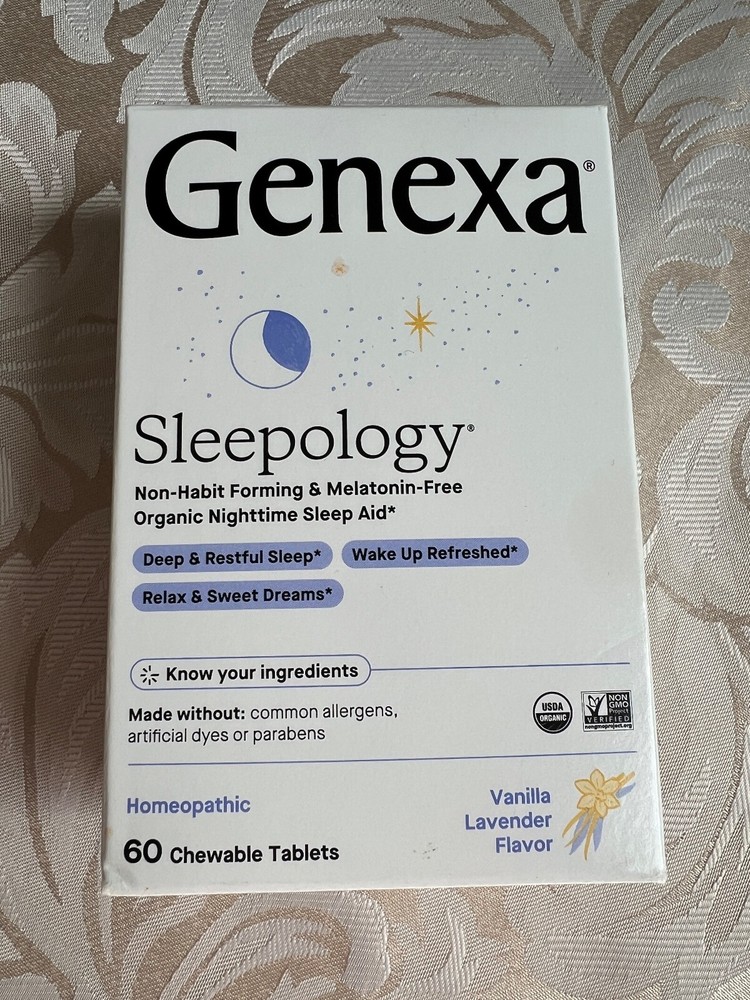 Genexa®
Sleepology®
Non-Habit Forming & Melatonin-Free
Organic Nighttime Sleep Aid*
Deep & Restful Sleep* Wake Up Refreshed*
Relax & Sweet Dreams*
Know your ingredients
Made without: common allergens,
artificial dyes or parabens
USDA
ORGANIC
NON
GMO
Project
VERIFIED
nongmoproject.org
Homeopathic
60 Chewable Tablets
Vanilla
Lavender
Flavor